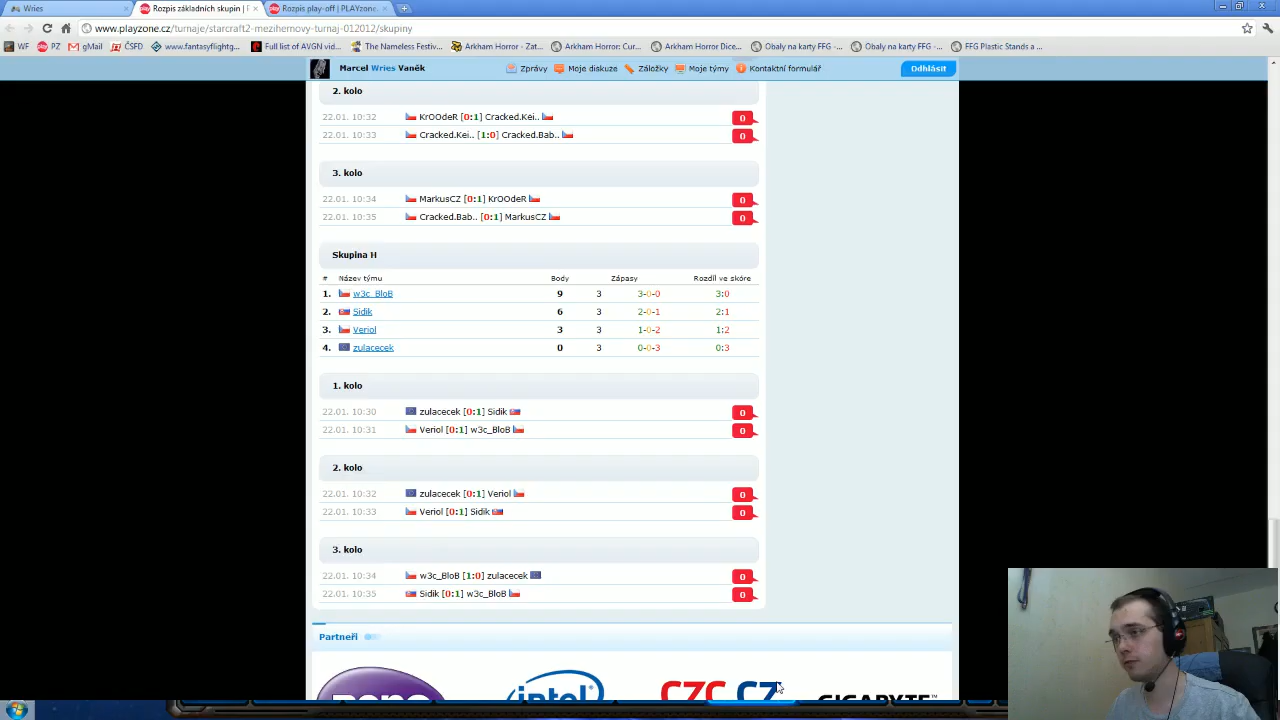 Wries
Rozpis základních skupin | P
Rozpis play-off | PLAYzone
www.playzone.cz/turnaje/starcraft2-mezihernovy-turnaj-012012/skupiny
WF PZ gMail ČSFD www.fantasyflightg... Full list of AVGN vid... The Nameless Festiv... Arkham Horror - Zat... Arkham Horror: Cur... Arkham Horror Dice... Obaly na karty FFG -... Obaly na karty FFG -... FFG Plastic Stands a ...
Marcel Wries Vaněk Zprávy Moje diskuze Záložky Moje týmy Kontaktní formulář Odhlásit
2. kolo
22.01. 10:32 KrOOdeR [0:1] Cracked.Kei.. 0
22.01. 10:33 Cracked.Kei.. [1:0] Cracked.Bab.. 0
3. kolo
22.01. 10:34 MarkusCZ [0:1] KrOOdeR 0
22.01. 10:35 Cracked.Bab.. [0:1] MarkusCZ 0
Skupina H
# Název týmu Body Zápasy Rozdíl ve skóre
1. w3c_BloB 9 3 3-0-0 3:0
2. Sidik 6 3 2-0-1 2:1
3. Veriol 3 3 1-0-2 1:2
4. zulacecek 0 3 0-0-3 0:3
1. kolo
22.01. 10:30 zulacecek [0:1] Sidik 0
22.01. 10:31 Veriol [0:1] w3c_BloB 0
2. kolo
22.01. 10:32 zulacecek [0:1] Veriol 0
22.01. 10:33 Veriol [0:1] Sidik 0
3. kolo
22.01. 10:34 w3c_BloB [1:0] zulacecek 0
22.01. 10:35 Sidik [0:1] w3c_BloB 0
Partneři
BenQ intel CZC.CZ GIGABYTE™